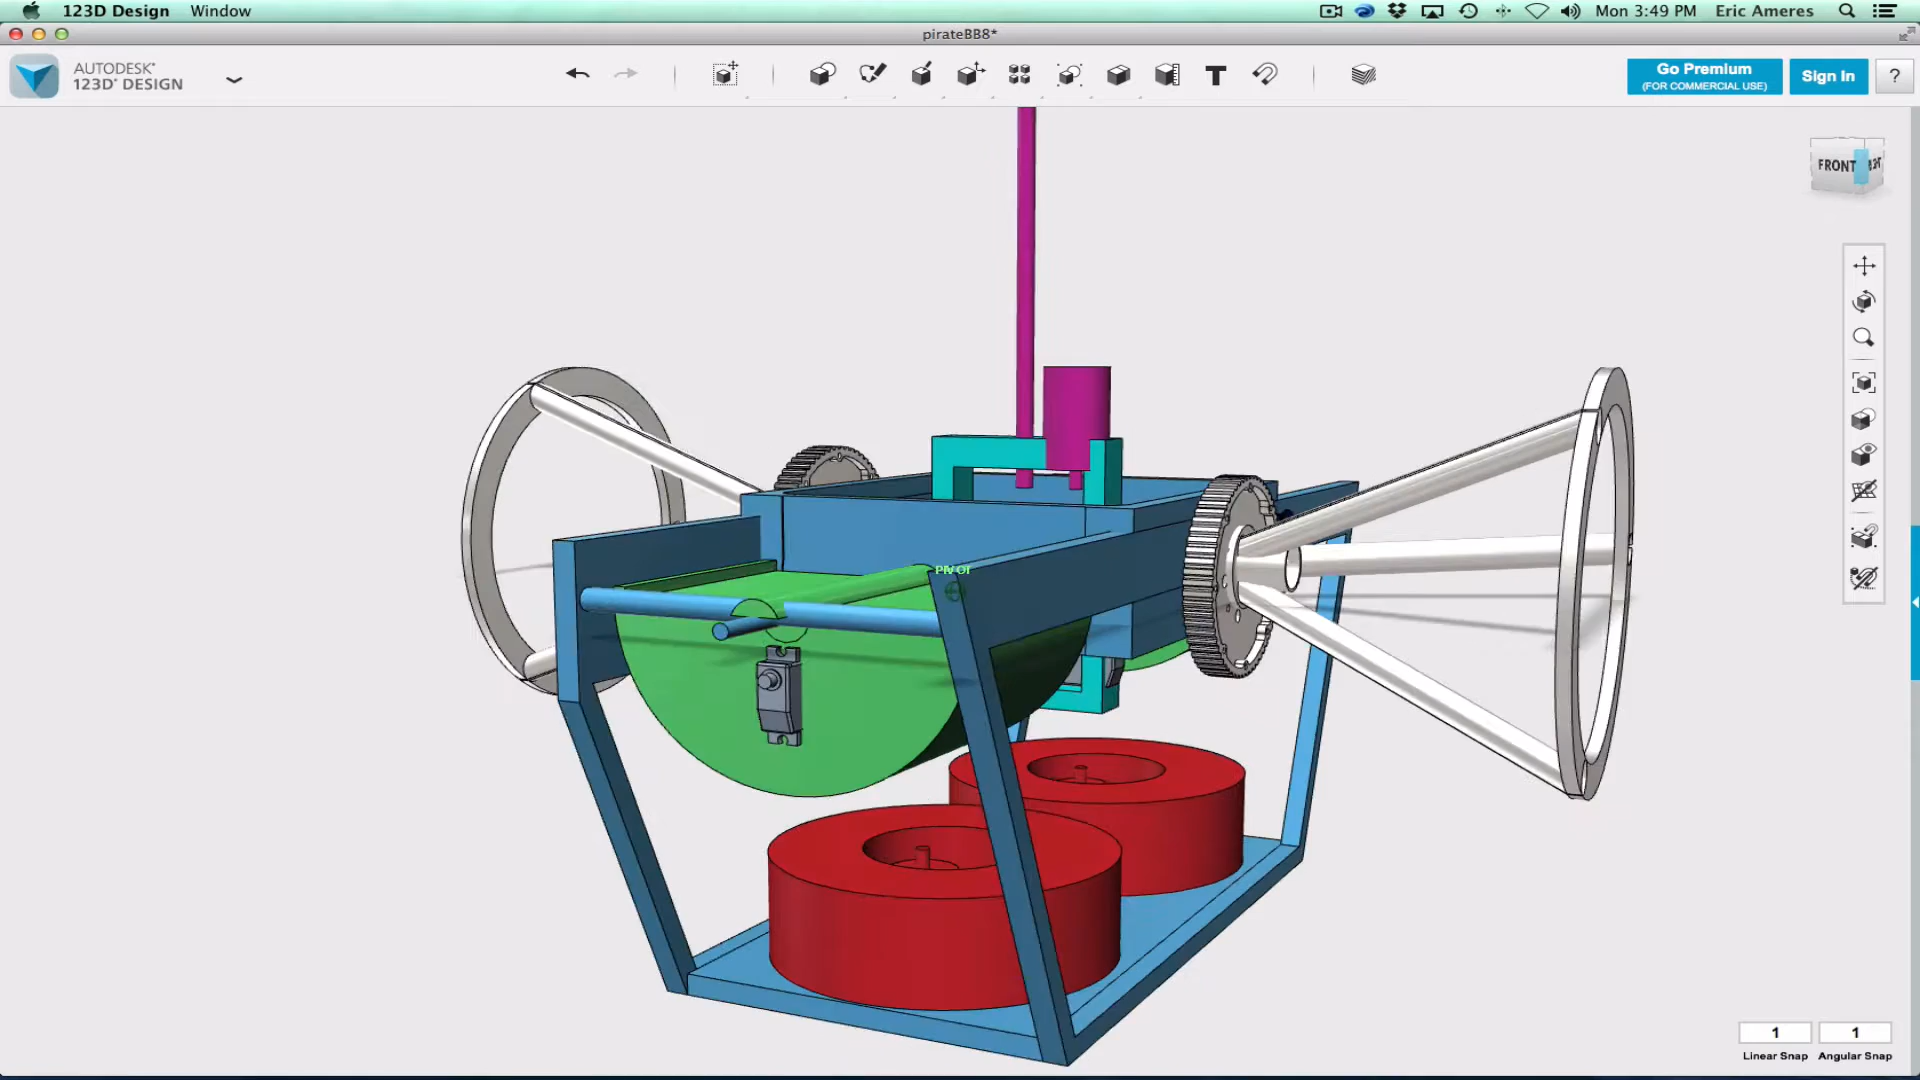 123D Design Window Mon 3:49 PM Eric Ameres
pirateBB8*
AUTODESK®
123D® DESIGN
T
Go Premium
(FOR COMMERCIAL USE)
Sign In
?
FRONT
PIVOT
1 1
Linear Snap Angular Snap